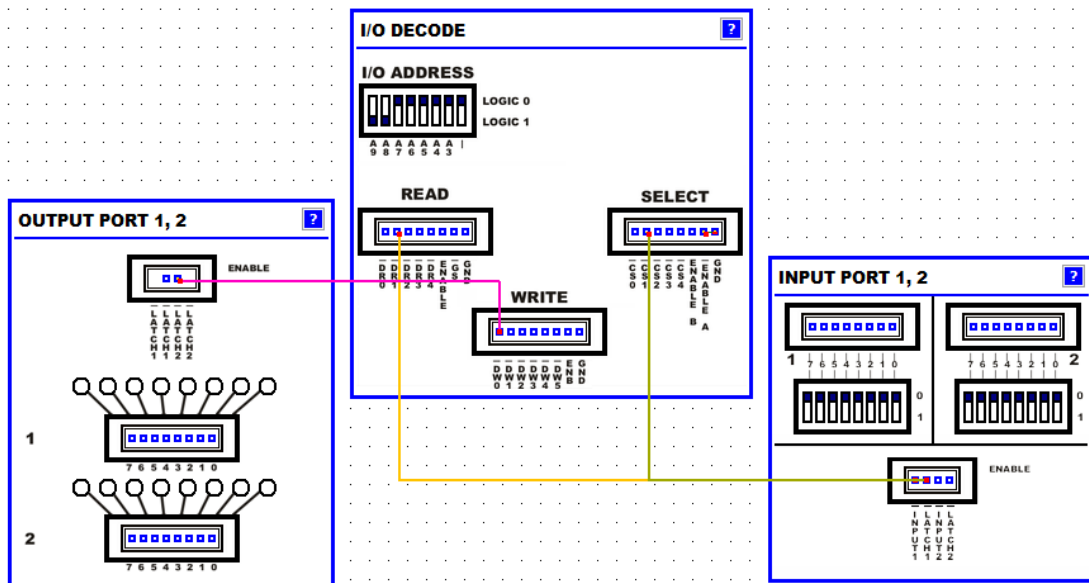 I/O DECODE
?
I/O ADDRESS
LOGIC 0
LOGIC 1
A9 A8 A7 A6 A5 A4 A3 |
READ
SELECT
DR0 DR1 DR2 DR3 DR4 ENABLE GS GND
CS0 CS1 CS2 CS3 CS4 ENABLE B ENABLE A GND
WRITE
DW0 DW1 DW2 DW3 DW4 DW5 ENB GND
OUTPUT PORT 1, 2
?
ENABLE
LATCH1 LATCH1 LATCH2 LATCH2
1
7 6 5 4 3 2 1 0
2
7 6 5 4 3 2 1 0
INPUT PORT 1, 2
?
1
7 6 5 4 3 2 1 0
7 6 5 4 3 2 1 0
2
0
1
0
1
ENABLE
INPUT1 LATCH1 INPUT2 LATCH2